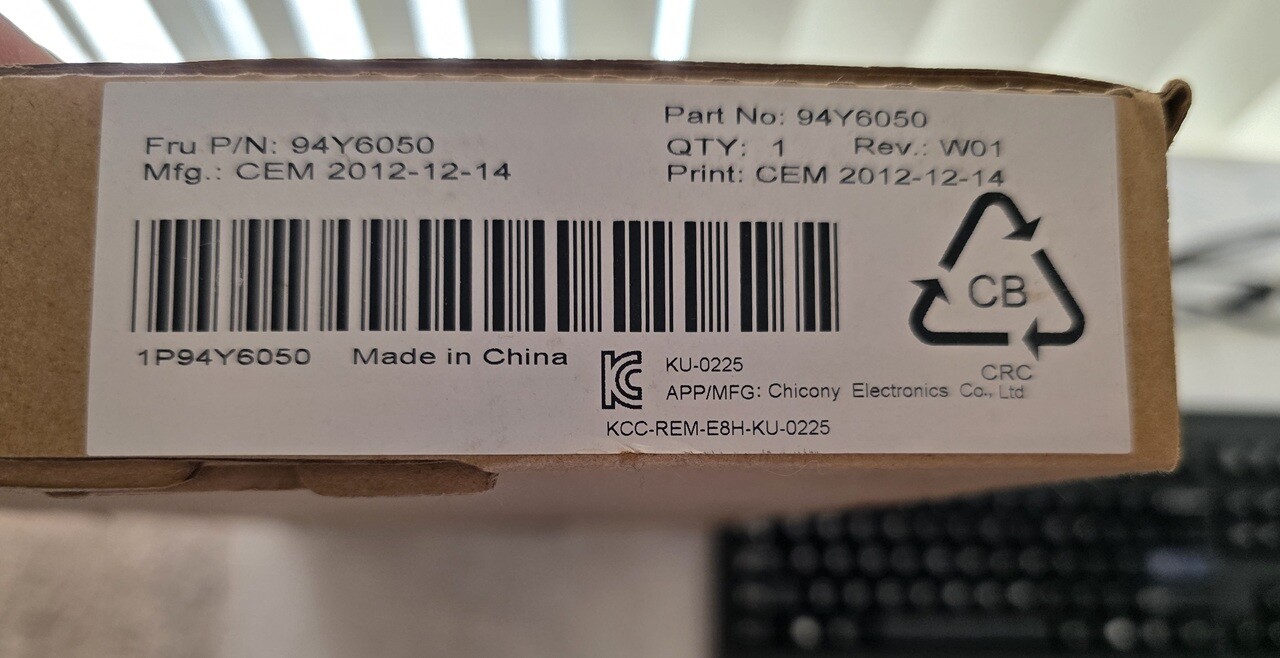 Part No: 94Y6050
Fru P/N: 94Y6050
QTY: 1 Rev.: W01
Mfg.: CEM 2012-12-14
Print: CEM 2012-12-14
CB
1P94Y6050 Made in China
KC
KU-0225
CRC
APP/MFG: Chicony Electronics Co., Ltd
KCC-REM-E8H-KU-0225